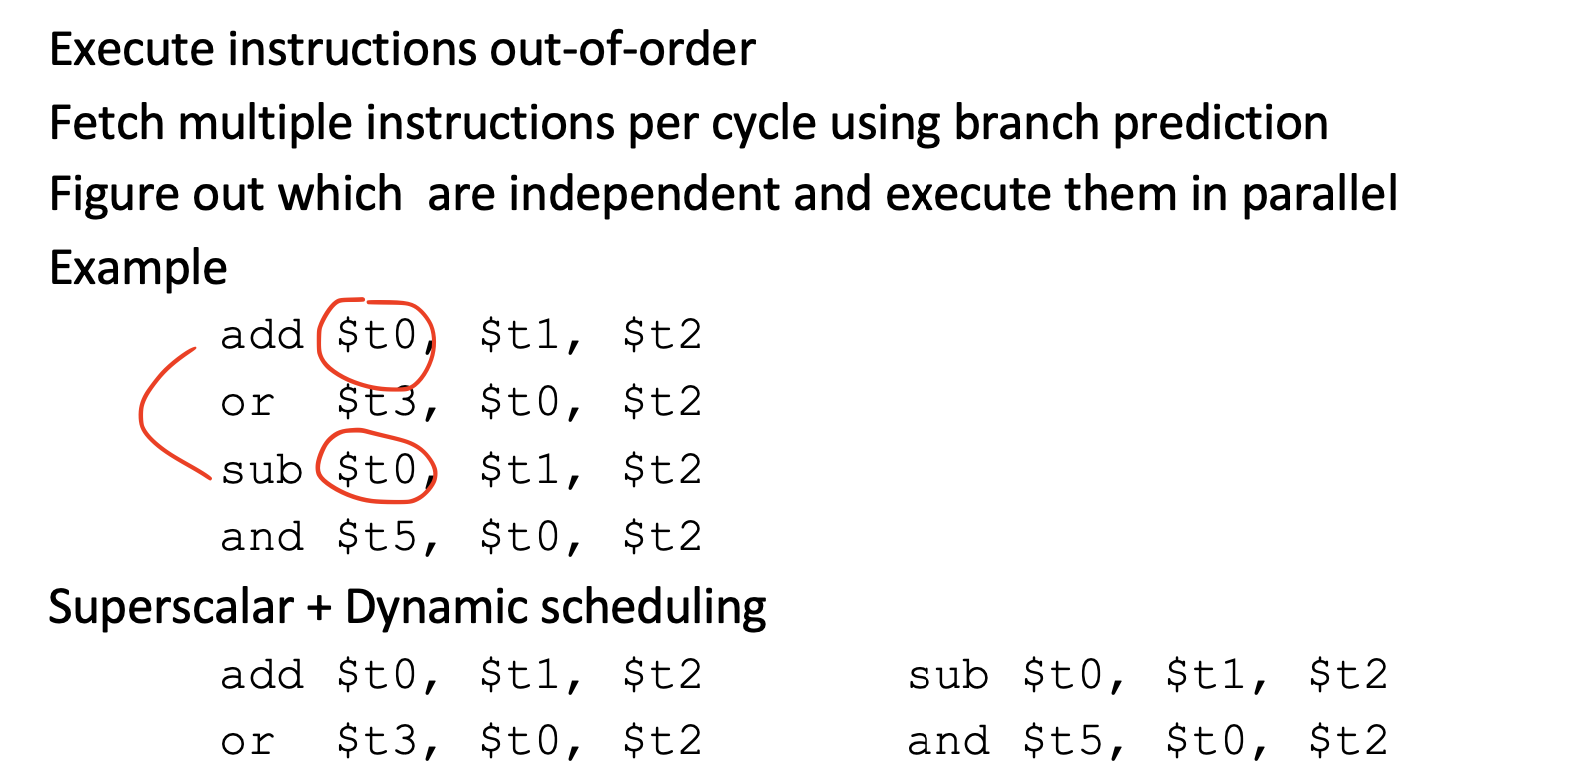 Execute instructions out-of-order
Fetch multiple instructions per cycle using branch prediction
Figure out which are independent and execute them in parallel
Example
add $t0, $t1, $t2
or $t3, $t0, $t2
sub $t0, $t1, $t2
and $t5, $t0, $t2
Superscalar + Dynamic scheduling
add $t0, $t1, $t2 sub $t0, $t1, $t2
or $t3, $t0, $t2 and $t5, $t0, $t2